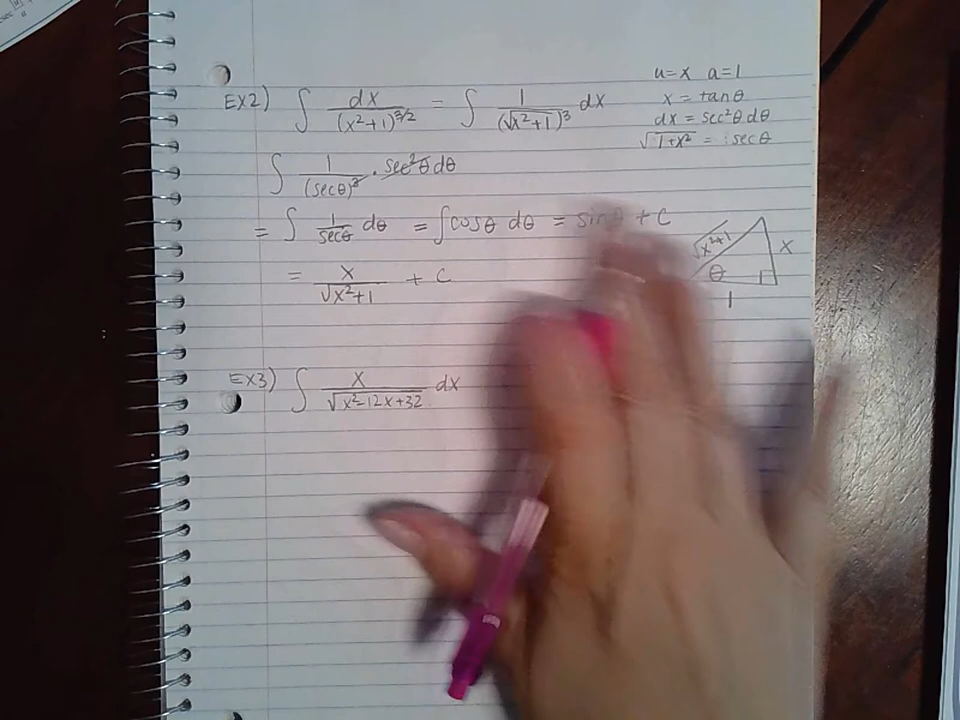 sec
u
a
u=x a=1
x = tanθ
dx = sec²θ dθ
√1+x² = secθ
EX2) ∫ dx/(x²+1)^3/2 = ∫ 1/(√x²+1)³ dx
∫ 1/(secθ)³ · sec²θ dθ
= ∫ 1/secθ dθ = ∫cosθ dθ = sinθ + C
= x/√x²+1 + C
√x²+1
x
θ
1
EX3) ∫ x/√x²-12x+32 dx